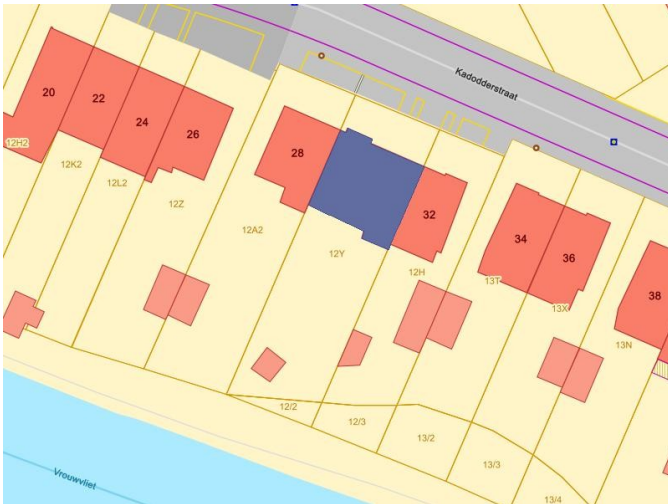 Kadodderstraat
20
22
24
26
28
32
34
36
38
12H2
12K2
12L2
12Z
12A2
12Y
12H
13T
13X
13N
12/2
12/3
13/2
13/3
13/4
Vrouwvliet